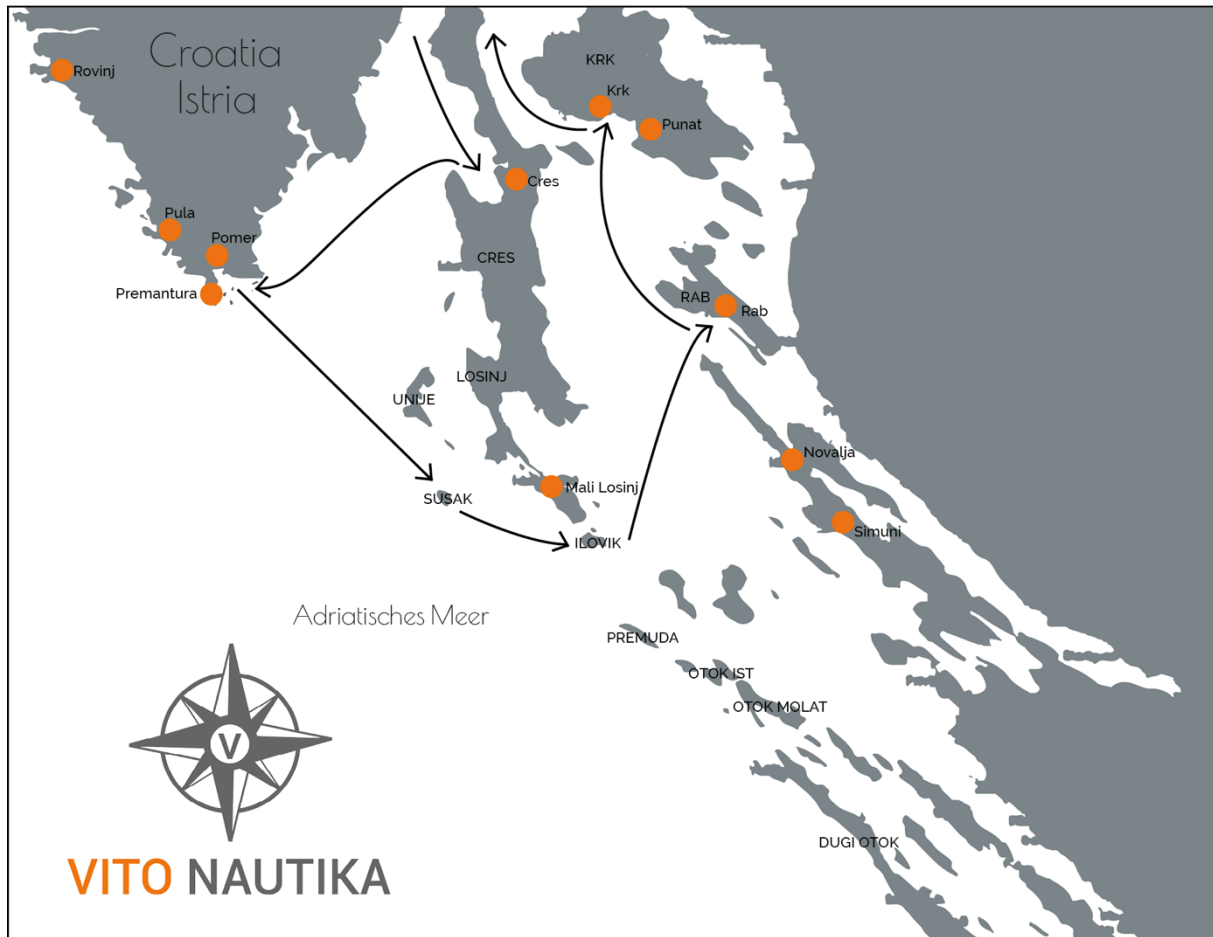 Croatia
Istria
Rovinj
KRK
Krk
Punat
Cres
Pula
Pomer
Premantura
CRES
RAB
Rab
LOSINJ
UNIJE
Novalja
Mali Losinj
SUSAK
Simuni
ILOVIK
Adriatisches Meer
PREMUDA
OTOK IST
OTOK MOLAT
V
DUGI OTOK
VITO NAUTIKA